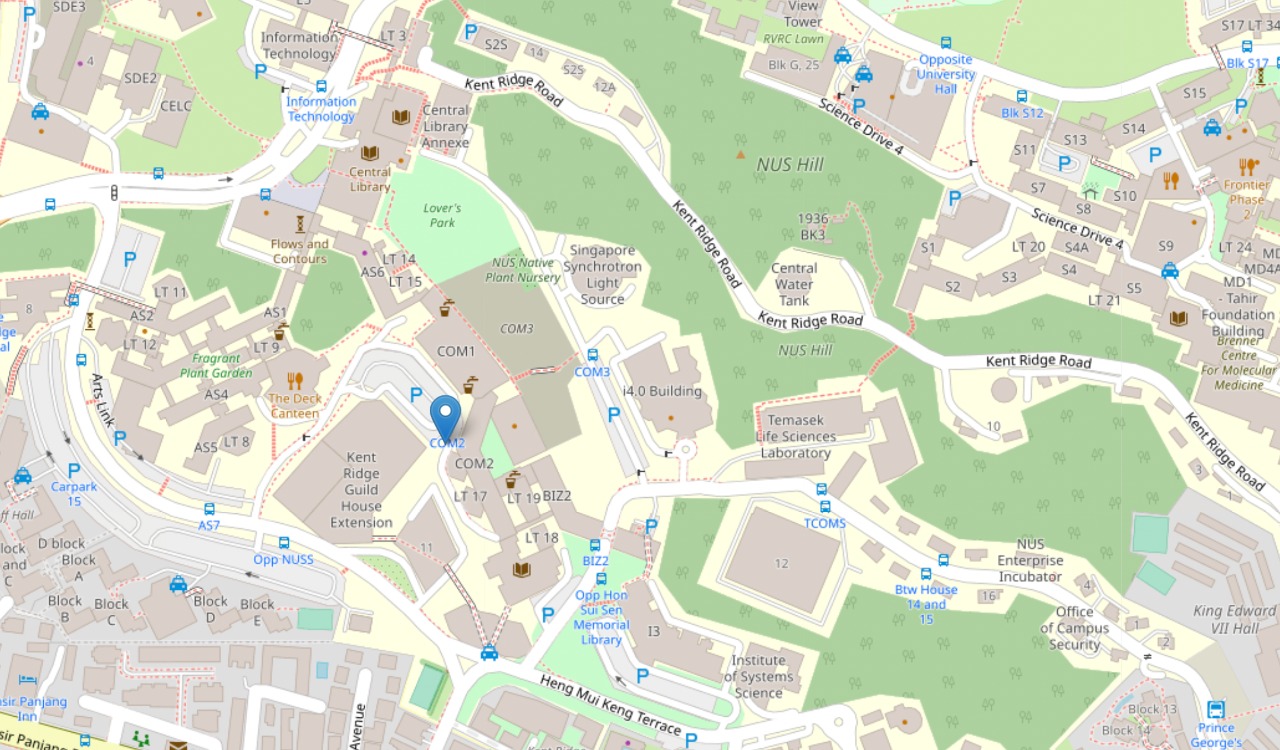 SDE3
4
SDE2
CELC
Information
Technology
LT 3
Information
Technology
S2S
14
S2S
12A
Kent Ridge Road
Central
Library
Annexe
Central
Library
View
Tower
RVRC Lawn
Blk G, 25
Science Drive 4
Opposite
University
Hall
Blk S12
S17 LT 34
Blk S17
S15
S14
S13
S11
S10
S7
S8
Frontier
Phase
2
NUS Hill
1936
BK3
Lover's
Park
Flows and
Contours
LT 14
AS6
LT 15
NUS Native
Plant Nursery
Singapore
Synchrotron
Light
Source
Kent Ridge Road
Central
Water
Tank
Kent Ridge Road
NUS Hill
S1
S2
S3
LT 20
S4A
S4
Science Drive 4
S5
LT 21
S9
LT 24
MD
MD4A
MD1 -
Tahir
Foundation
Building
Brenner
Centre
For Molecular
Medicine
8
LT 11
AS2
LT 12
AS1
LT 9
Fragrant
Plant Garden
The Deck
Canteen
AS4
AS5
LT 8
Arts Link
COM1
COM3
COM3
i4.0 Building
Kent Ridge Road
COM2
COM2
Temasek
Life Sciences
Laboratory
10
3
1
Kent Ridge Road
Carpark
15
AS7
Opp NUSS
Kent
Ridge
Guild
House
Extension
LT 17
LT 19
BIZ2
LT 18
11
BIZ2
Opp Hon
Sui Sen
Memorial
Library
TCOMS
12
Btw House
14 and
15
NUS
Enterprise
Incubator
16
4
1
2
Office
of Campus
Security
King Edward
VII Hall
D block
Block
A
Block
B
Block
C
Block
D
Block
E
I3
Institute
of Systems
Science
Heng Mui Keng Terrace
Block 13
Block 14
Prince
George's